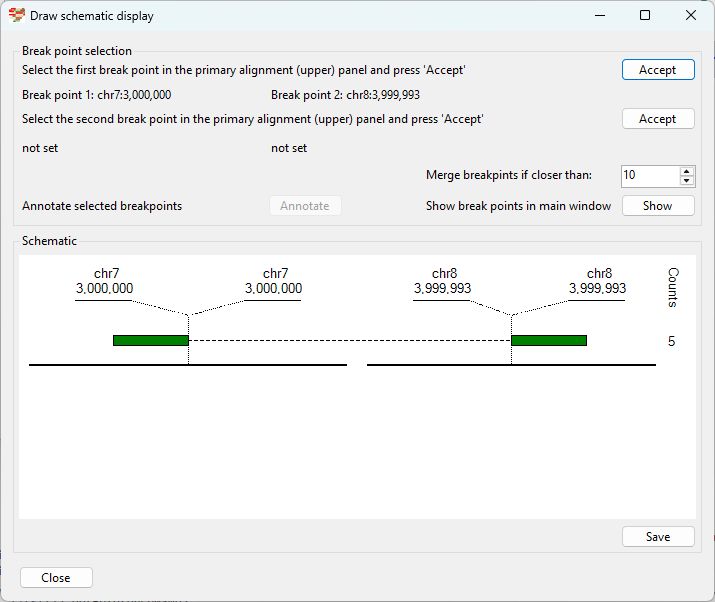 Draw schematic display
Break point selection
Select the first break point in the primary alignment (upper) panel and press 'Accept'
Accept
Break point 1: chr7:3,000,000 Break point 2: chr8:3,999,993
Select the second break point in the primary alignment (upper) panel and press 'Accept'
Accept
not set not set
Merge breakpints if closer than: 10
Annotate selected breakpoints Annotate Show break points in main window Show
Schematic
chr7 chr7 chr8 chr8
3,000,000 3,000,000 3,999,993 3,999,993
Counts
5
Save
Close